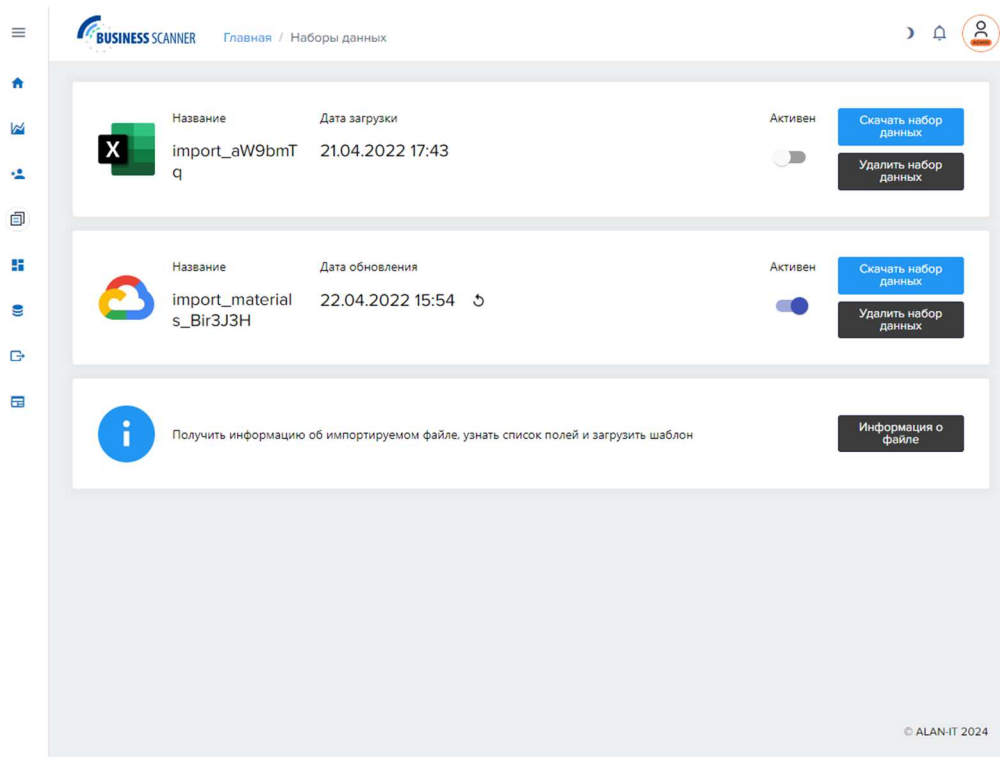 BUSINESS SCANNER
Главная / Наборы данных
ADMIN
Название
Дата загрузки
Активен
Скачать набор
данных
X
import_aW9bmT
q
21.04.2022 17:43
Удалить набор
данных
Название
Дата обновления
Активен
Скачать набор
данных
import_material
s_Bir3J3H
22.04.2022 15:54
Удалить набор
данных
i
Получить информацию об импортируемом файле, узнать список полей и загрузить шаблон
Информация о
файле
© ALAN-IT 2024